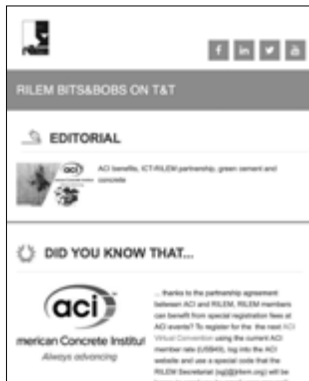 rilem
RILEM BITS&BOBS ON T&T
EDITORIAL
aci
ACI benefits, ICT-RILEM partnership, green cement and
concrete
DID YOU KNOW THAT...
aci
merican Concrete Institut
Always advancing
... thanks to the partnership agreement
between ACI and RILEM, RILEM members
can benefit from special registration fees at
ACI events? To register for the next ACI
Virtual Convention using the current ACI
member rate (US$49), log into the ACI
website and use a special code that the
RILEM Secretariat (sg@rilem.org) will be